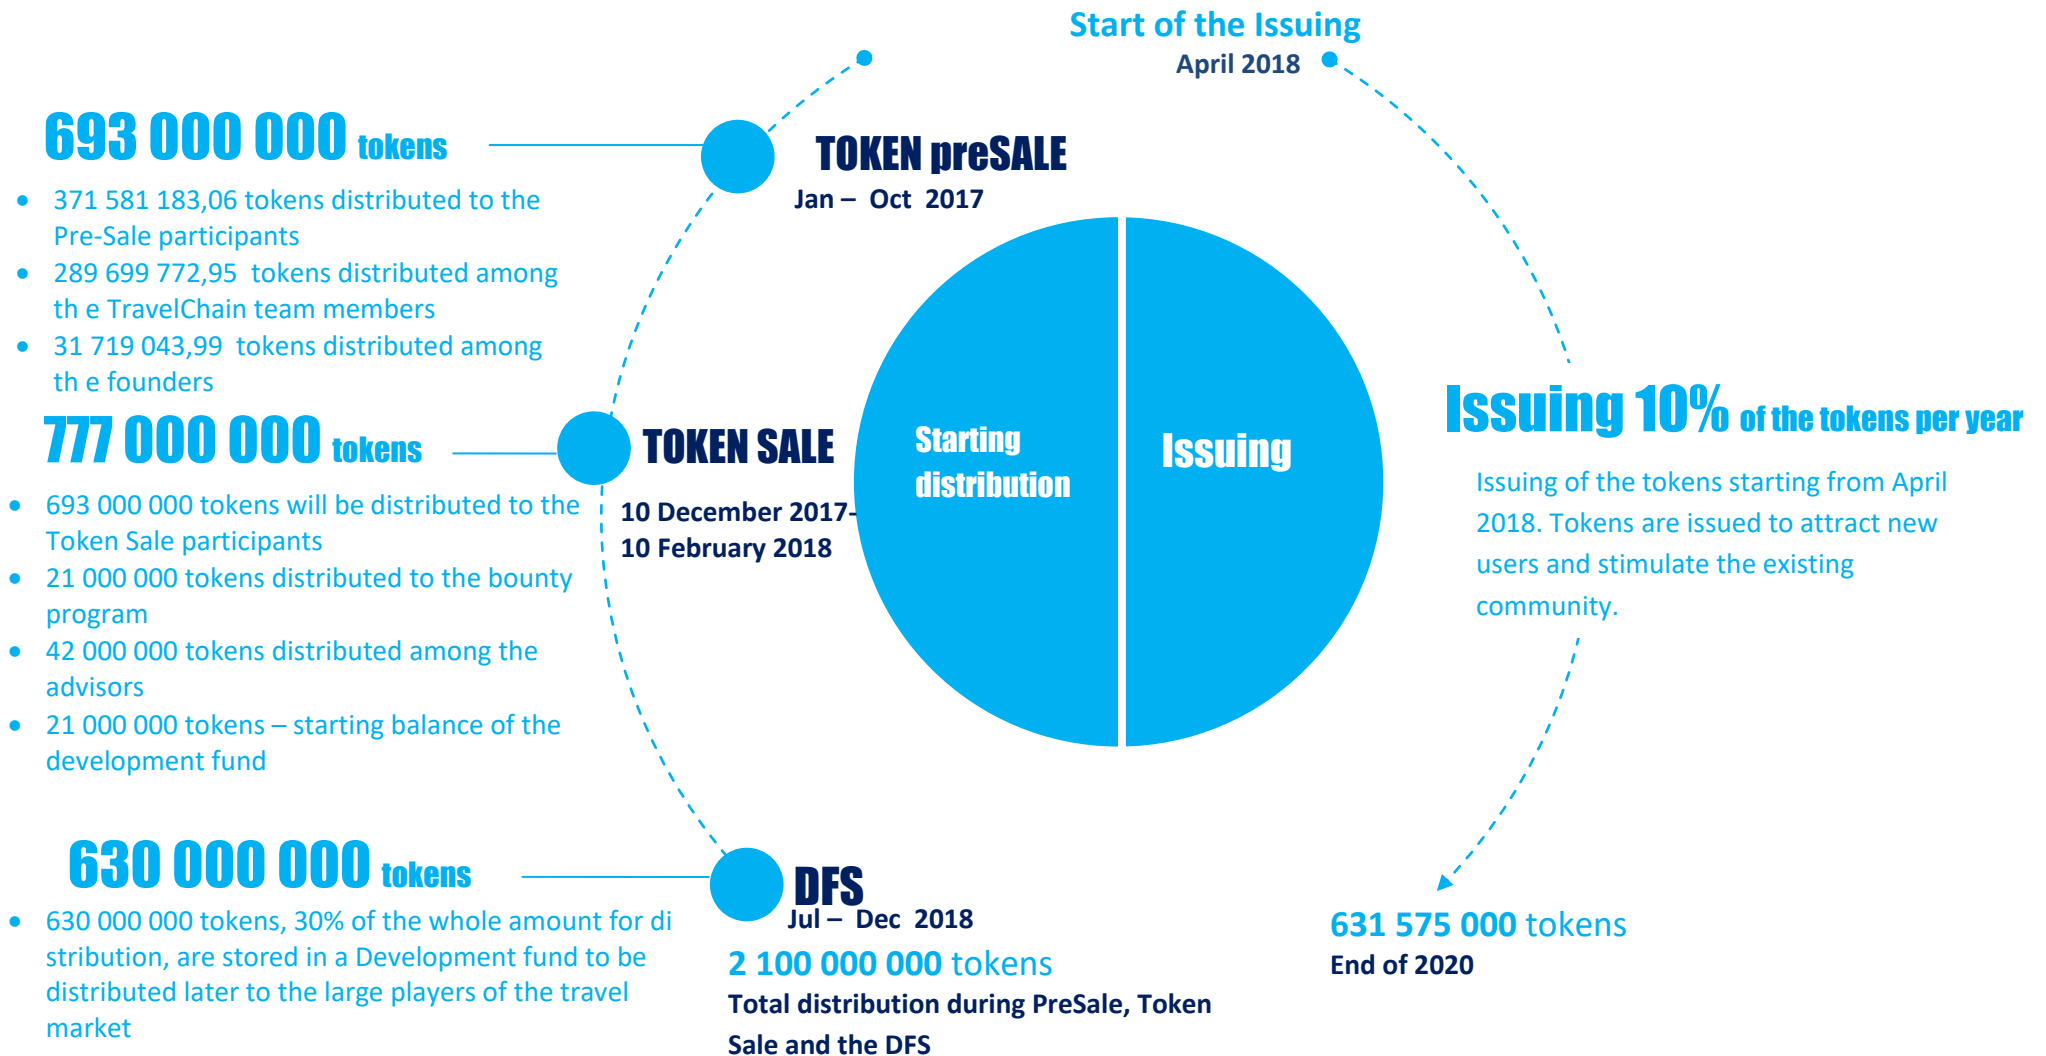 Start of the Issuing
April 2018
693 000 000 tokens
• 371 581 183,06 tokens distributed to the
Pre-Sale participants
• 289 699 772,95 tokens distributed among
th e TravelChain team members
• 31 719 043,99 tokens distributed among
th e founders
TOKEN preSALE
Jan – Oct 2017
777 000 000 tokens
• 693 000 000 tokens will be distributed to the
Token Sale participants
• 21 000 000 tokens distributed to the bounty
program
• 42 000 000 tokens distributed among the
advisors
• 21 000 000 tokens – starting balance of the
development fund
TOKEN SALE
10 December 2017-
10 February 2018
Starting
distribution
Issuing
Issuing 10% of the tokens per year
Issuing of the tokens starting from April
2018. Tokens are issued to attract new
users and stimulate the existing
community.
630 000 000 tokens
• 630 000 000 tokens, 30% of the whole amount for di
stribution, are stored in a Development fund to be
distributed later to the large players of the travel
market
DFS
Jul – Dec 2018
2 100 000 000 tokens
Total distribution during PreSale, Token
Sale and the DFS
631 575 000 tokens
End of 2020